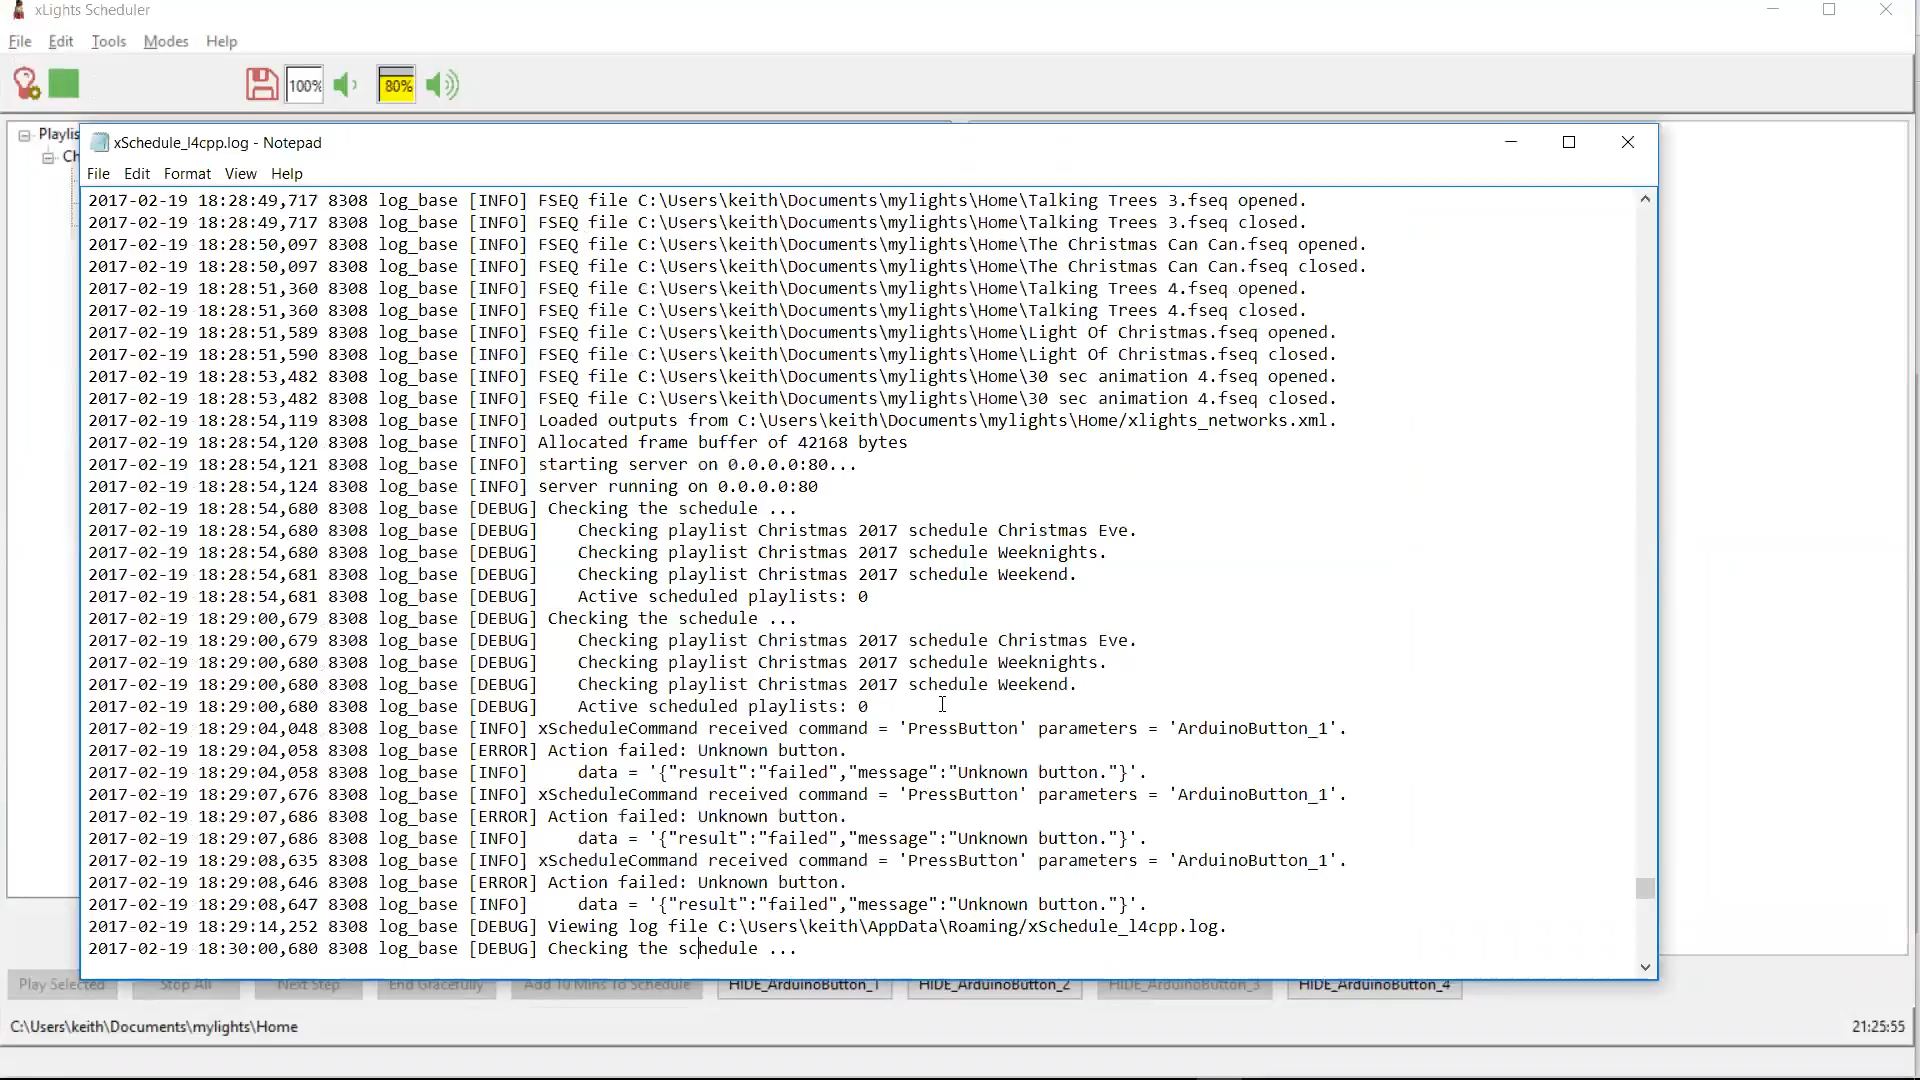 xLights Scheduler
File Edit Tools Modes Help
100% 80%
Playlis
Ch
xSchedule_l4cpp.log - Notepad
File Edit Format View Help
2017-02-19 18:28:49,717 8308 log_base [INFO] FSEQ file C:\Users\keith\Documents\mylights\Home\Talking Trees 3.fseq opened.
2017-02-19 18:28:49,717 8308 log_base [INFO] FSEQ file C:\Users\keith\Documents\mylights\Home\Talking Trees 3.fseq closed.
2017-02-19 18:28:50,097 8308 log_base [INFO] FSEQ file C:\Users\keith\Documents\mylights\Home\The Christmas Can Can.fseq opened.
2017-02-19 18:28:50,097 8308 log_base [INFO] FSEQ file C:\Users\keith\Documents\mylights\Home\The Christmas Can Can.fseq closed.
2017-02-19 18:28:51,360 8308 log_base [INFO] FSEQ file C:\Users\keith\Documents\mylights\Home\Talking Trees 4.fseq opened.
2017-02-19 18:28:51,360 8308 log_base [INFO] FSEQ file C:\Users\keith\Documents\mylights\Home\Talking Trees 4.fseq closed.
2017-02-19 18:28:51,589 8308 log_base [INFO] FSEQ file C:\Users\keith\Documents\mylights\Home\Light Of Christmas.fseq opened.
2017-02-19 18:28:51,590 8308 log_base [INFO] FSEQ file C:\Users\keith\Documents\mylights\Home\Light Of Christmas.fseq closed.
2017-02-19 18:28:53,482 8308 log_base [INFO] FSEQ file C:\Users\keith\Documents\mylights\Home\30 sec animation 4.fseq opened.
2017-02-19 18:28:53,482 8308 log_base [INFO] FSEQ file C:\Users\keith\Documents\mylights\Home\30 sec animation 4.fseq closed.
2017-02-19 18:28:54,119 8308 log_base [INFO] Loaded outputs from C:\Users\keith\Documents\mylights\Home/xlights_networks.xml.
2017-02-19 18:28:54,120 8308 log_base [INFO] Allocated frame buffer of 42168 bytes
2017-02-19 18:28:54,121 8308 log_base [INFO] starting server on 0.0.0.0:80...
2017-02-19 18:28:54,124 8308 log_base [INFO] server running on 0.0.0.0:80
2017-02-19 18:28:54,680 8308 log_base [DEBUG] Checking the schedule ...
2017-02-19 18:28:54,680 8308 log_base [DEBUG] Checking playlist Christmas 2017 schedule Christmas Eve.
2017-02-19 18:28:54,680 8308 log_base [DEBUG] Checking playlist Christmas 2017 schedule Weeknights.
2017-02-19 18:28:54,681 8308 log_base [DEBUG] Checking playlist Christmas 2017 schedule Weekend.
2017-02-19 18:28:54,681 8308 log_base [DEBUG] Active scheduled playlists: 0
2017-02-19 18:29:00,679 8308 log_base [DEBUG] Checking the schedule ...
2017-02-19 18:29:00,679 8308 log_base [DEBUG] Checking playlist Christmas 2017 schedule Christmas Eve.
2017-02-19 18:29:00,680 8308 log_base [DEBUG] Checking playlist Christmas 2017 schedule Weeknights.
2017-02-19 18:29:00,680 8308 log_base [DEBUG] Checking playlist Christmas 2017 schedule Weekend.
2017-02-19 18:29:00,680 8308 log_base [DEBUG] Active scheduled playlists: 0
2017-02-19 18:29:04,048 8308 log_base [INFO] xScheduleCommand received command = 'PressButton' parameters = 'ArduinoButton_1'.
2017-02-19 18:29:04,058 8308 log_base [ERROR] Action failed: Unknown button.
2017-02-19 18:29:04,058 8308 log_base [INFO] data = '{"result":"failed","message":"Unknown button."}'.
2017-02-19 18:29:07,676 8308 log_base [INFO] xScheduleCommand received command = 'PressButton' parameters = 'ArduinoButton_1'.
2017-02-19 18:29:07,686 8308 log_base [ERROR] Action failed: Unknown button.
2017-02-19 18:29:07,686 8308 log_base [INFO] data = '{"result":"failed","message":"Unknown button."}'.
2017-02-19 18:29:08,635 8308 log_base [INFO] xScheduleCommand received command = 'PressButton' parameters = 'ArduinoButton_1'.
2017-02-19 18:29:08,646 8308 log_base [ERROR] Action failed: Unknown button.
2017-02-19 18:29:08,647 8308 log_base [INFO] data = '{"result":"failed","message":"Unknown button."}'.
2017-02-19 18:29:14,252 8308 log_base [DEBUG] Viewing log file C:\Users\keith\AppData\Roaming/xSchedule_l4cpp.log.
2017-02-19 18:30:00,680 8308 log_base [DEBUG] Checking the schedule ...
Play Selected Stop All Next Step End Gracefully Add 10 Mins To Schedule HIDE_ArduinoButton_1 HIDE_ArduinoButton_2 HIDE_ArduinoButton_3 HIDE_ArduinoButton_4
C:\Users\keith\Documents\mylights\Home 21:25:55